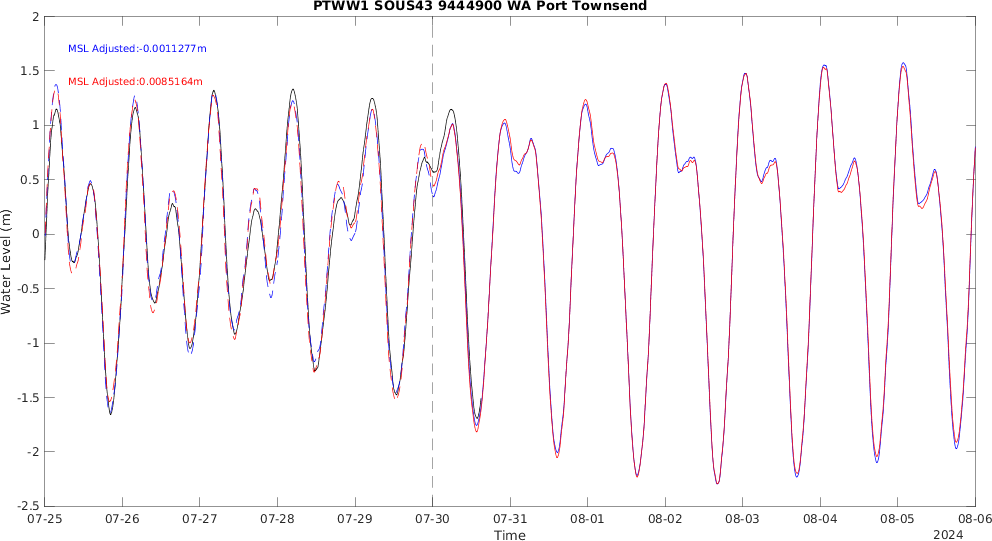 PTWW1 SOUS43 9444900 WA Port Townsend
MSL Adjusted:-0.0011277m
MSL Adjusted:0.0085164m
Water Level (m)
2
1.5
1
0.5
0
-0.5
-1
-1.5
-2
-2.5
07-25 07-26 07-27 07-28 07-29 07-30 07-31 08-01 08-02 08-03 08-04 08-05 08-06
Time
2024